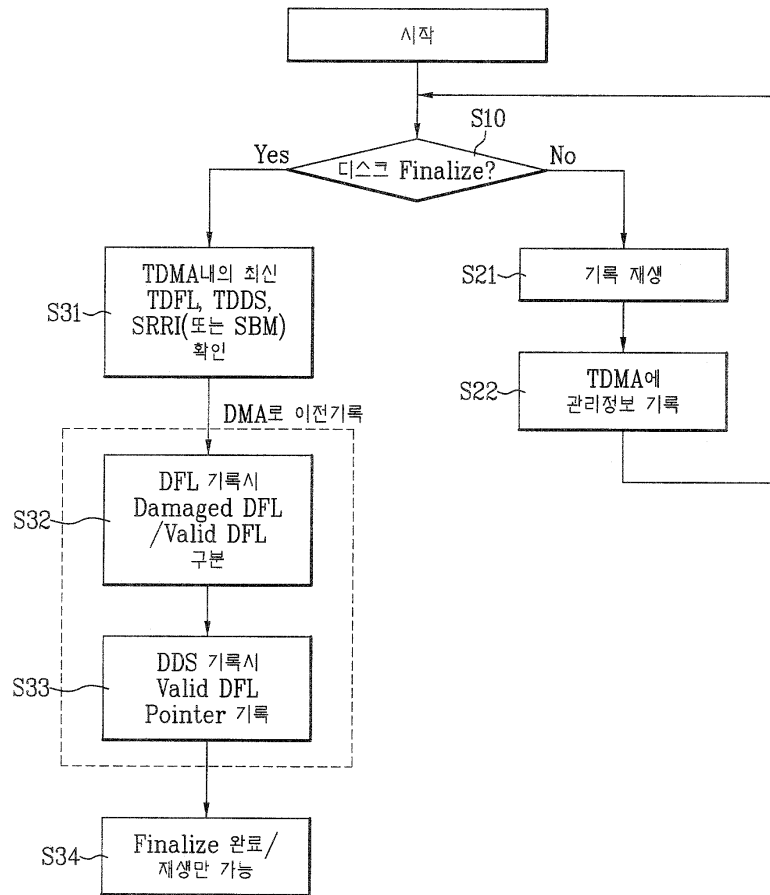 시작
S10
Yes
디스크 Finalize?
No
S31
TDMA내의 최신
TDFL, TDDS,
SRRI(또는 SBM)
확인
S21
기록 재생
S22
TDMA에
관리정보 기록
DMA로 이전기록
S32
DFL 기록시
Damaged DFL
/Valid DFL
구분
S33
DDS 기록시
Valid DFL
Pointer 기록
S34
Finalize 완료/
재생만 가능